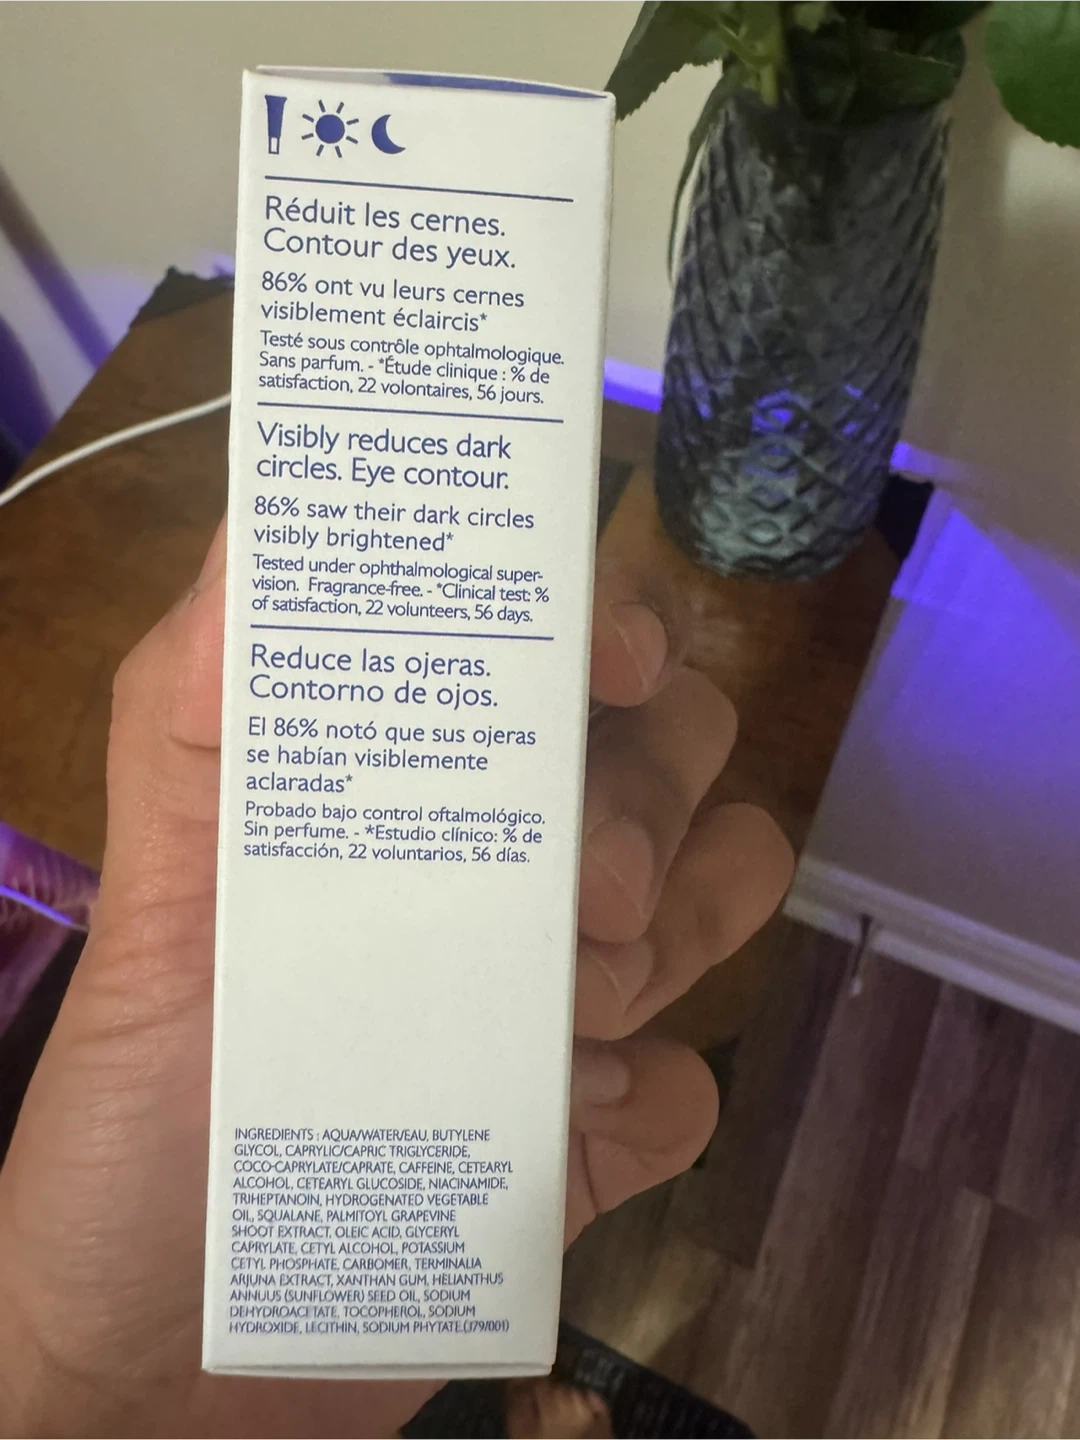 Réduit les cernes.
Contour des yeux.
86% ont vu leurs cernes
visiblement éclaircis*
Testé sous contrôle ophtalmologique.
Sans parfum. - *Étude clinique : % de
satisfaction, 22 volontaires, 56 jours.
Visibly reduces dark
circles. Eye contour.
86% saw their dark circles
visibly brightened*
Tested under ophthalmological super-
vision. Fragrance-free. - *Clinical test: %
of satisfaction, 22 volunteers, 56 days.
Reduce las ojeras.
Contorno de ojos.
El 86% notó que sus ojeras
se habían visiblemente
aclaradas*
Probado bajo control oftalmológico.
Sin perfume. - *Estudio clínico: % de
satisfacción, 22 voluntarios, 56 días.
INGREDIENTS : AQUA/WATER/EAU, BUTYLENE
GLYCOL, CAPRYLIC/CAPRIC TRIGLYCERIDE,
COCO-CAPRYLATE/CAPRATE, CAFFEINE, CETEARYL
ALCOHOL, CETEARYL GLUCOSIDE, NIACINAMIDE,
TRIHEPTANOIN, HYDROGENATED VEGETABLE
OIL, SQUALANE, PALMITOYL GRAPEVINE
SHOOT EXTRACT, OLEIC ACID, GLYCERYL
CAPRYLATE, CETYL ALCOHOL, POTASSIUM
CETYL PHOSPHATE, CARBOMER, TERMINALIA
ARJUNA EXTRACT, XANTHAN GUM, HELIANTHUS
ANNUUS (SUNFLOWER) SEED OIL, SODIUM
DEHYDROACETATE, TOCOPHEROL, SODIUM
HYDROXIDE, LECITHIN, SODIUM PHYTATE.(J79/001)